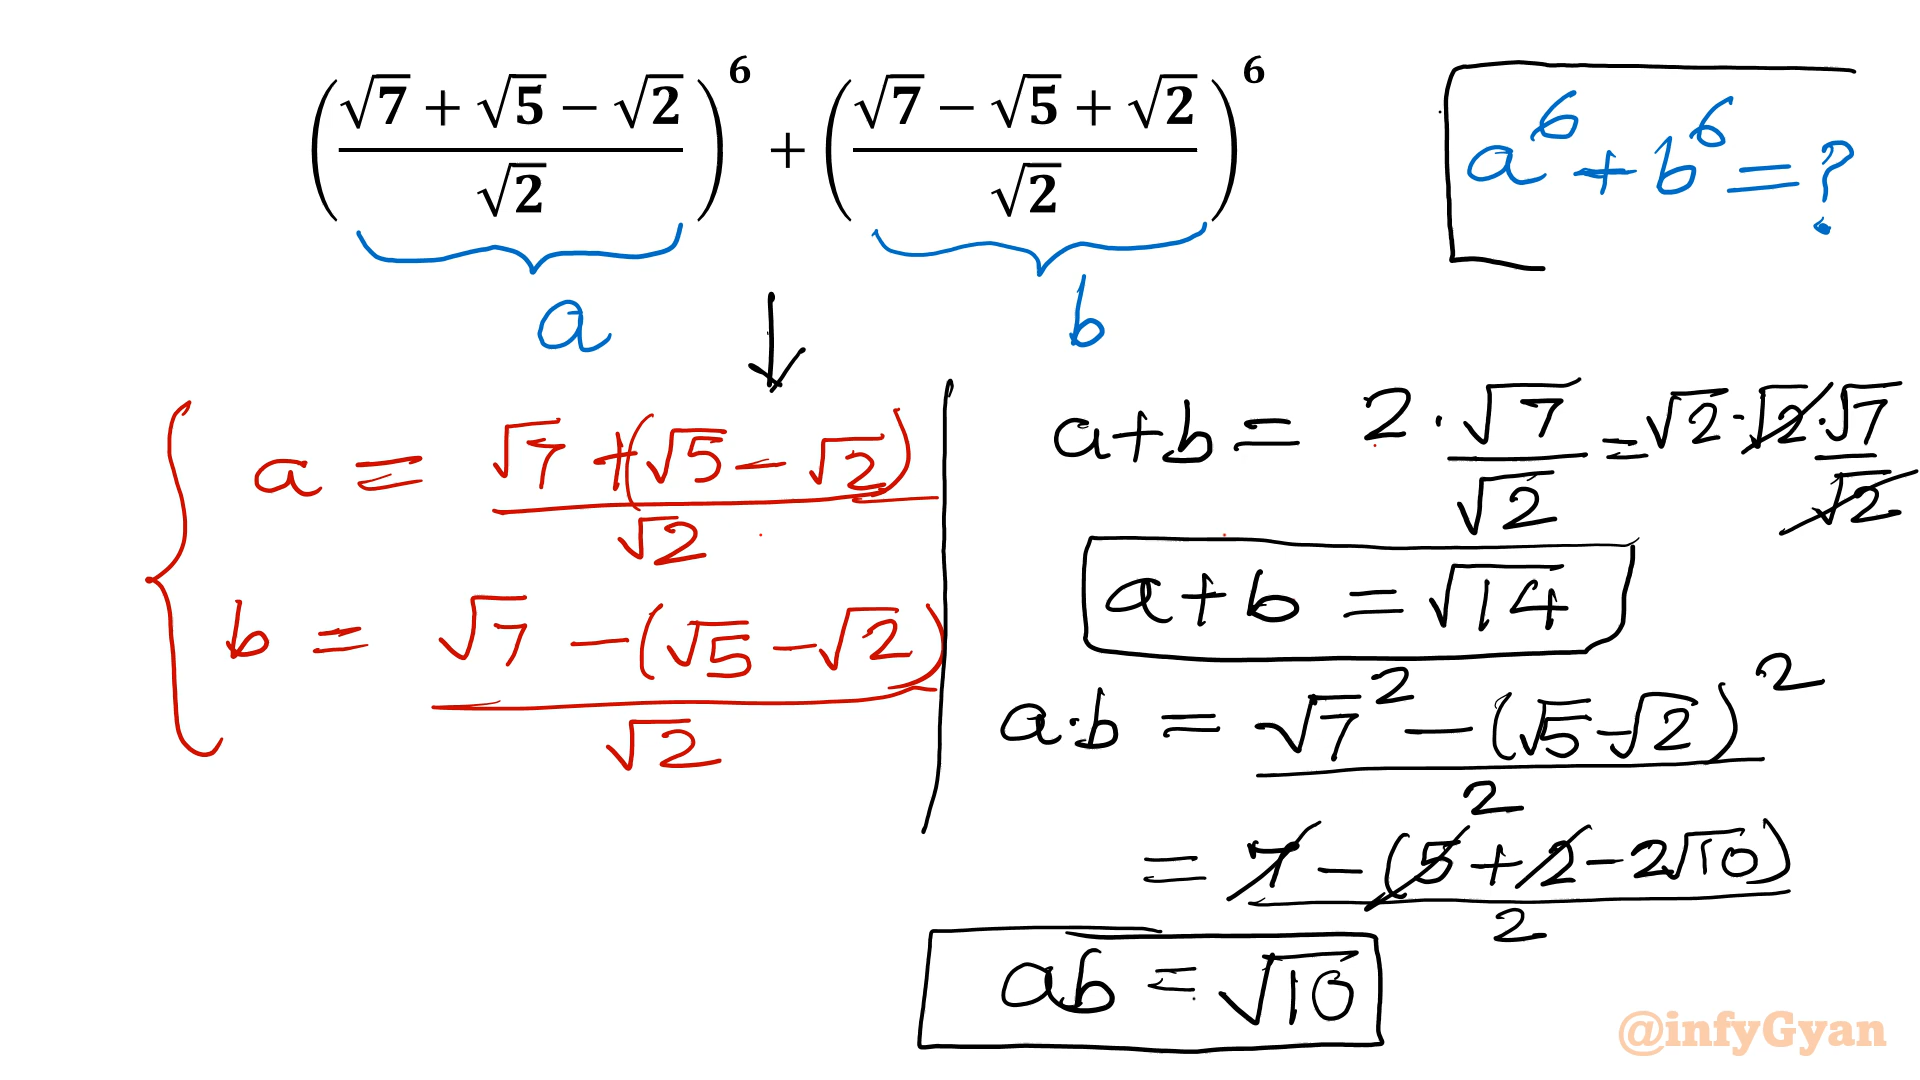 ((√7 + √5 − √2)/√2)^6 + ((√7 − √5 + √2)/√2)^6
a^6 + b^6 = ?
a
b
a = (√7 + (√5 − √2))/√2
b = (√7 − (√5 − √2))/√2
a+b = 2·√7/√2 = √2·√2·√7/√2
a+b = √14
a·b = (√7^2 − (√5−√2)^2)/2
= (7 − (5+2−2√10))/2
ab = √10
@infyGyan